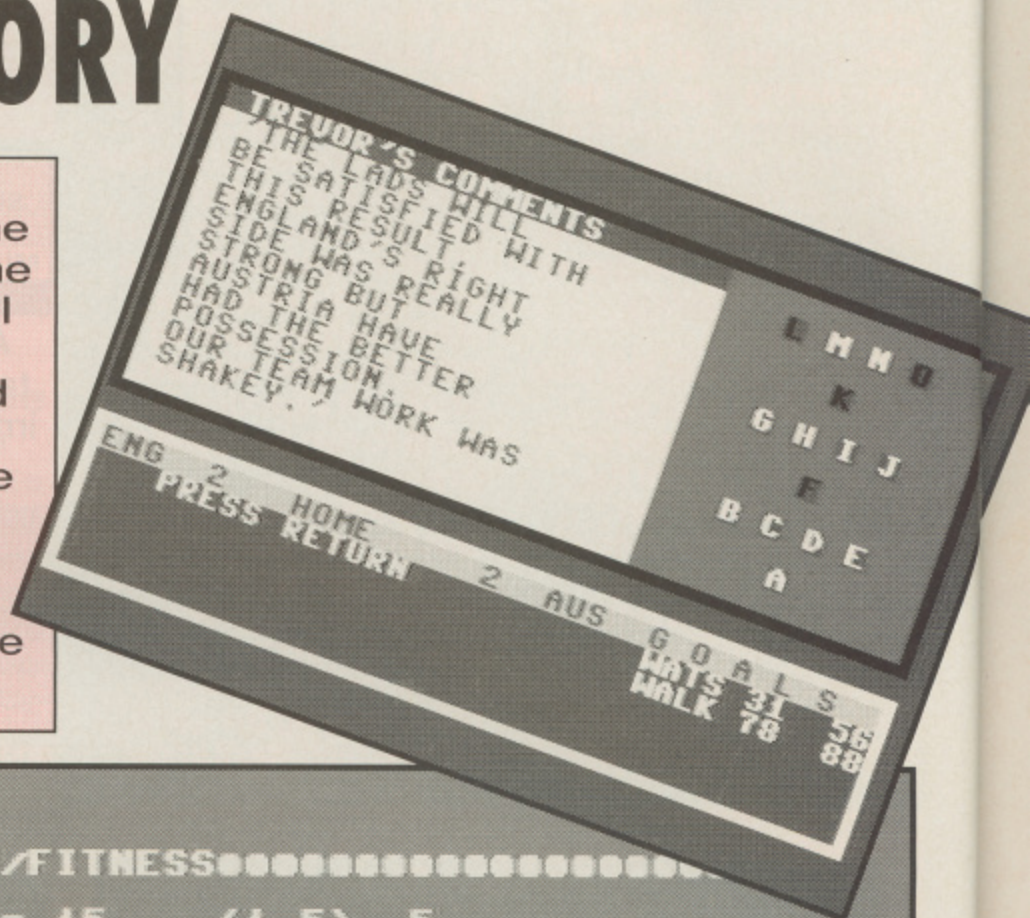 ORY
TREVOR'S COMMENTS
'THE LADS WILL
BE SATISFIED WITH
THIS RESULT.
ENGLAND'S RIGHT
SIDE WAS REALLY
STRONG BUT
AUSTRIA HAVE
HAD THE BETTER
POSSESSION.
OUR TEAM WORK WAS
SHAKEY.'
L M N O
K
G H I J
F
B C D E
A
ENG 2 HOME 2 AUS G O A L S
PRESS RETURN
WATS 31 56
WALK 78 88
/FITNESS